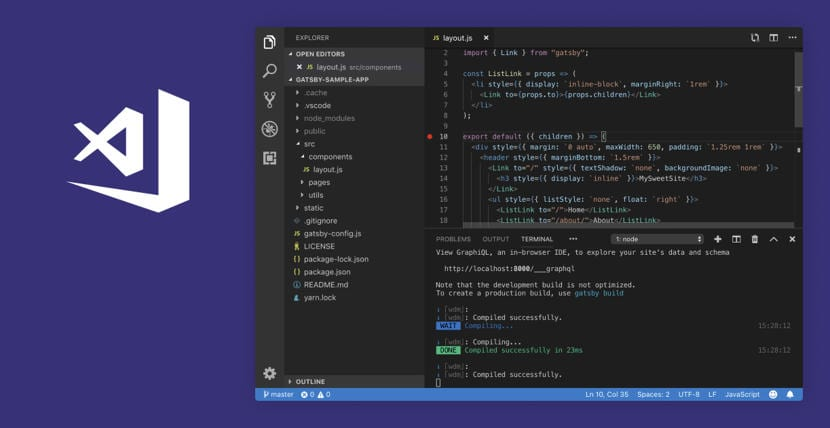 EXPLORER
OPEN EDITORS
layout.js src/components
GATSBY-SAMPLE-APP
.cache
.vscode
node_modules
public
src
components
layout.js
pages
utils
static
.gitignore
gatsby-config.js
LICENSE
package-lock.json
package.json
README.md
yarn.lock
OUTLINE
JS layout.js
2 import { Link } from "gatsby";
3
4 const ListLink = props => (
5 <li style={{ display: `inline-block`, marginRight: `1rem` }}>
6 <Link to={props.to}>{props.children}</Link>
7 </li>
8 );
9
10 export default ({ children }) => (
11 <div style={{ margin: `0 auto`, maxWidth: 650, padding: `1.25rem 1rem` }}>
12 <header style={{ marginBottom: `1.5rem` }}>
13 <Link to="/" style={{ textShadow: `none`, backgroundImage: `none` }}>
14 <h3 style={{ display: `inline` }}>MySweetSite</h3>
15 </Link>
16 <ul style={{ listStyle: `none`, float: `right` }}>
17 <ListLink to="/">Home</ListLink>
18 <ListLink to="/about/">About</ListLink>
PROBLEMS OUTPUT TERMINAL ••• 1: node
View GraphiQL, an in-browser IDE, to explore your site's data and schema
http://localhost:8000/___graphql
Note that the development build is not optimized.
To create a production build, use gatsby build
ℹ 「wdm」:
ℹ 「wdm」: Compiled successfully.
WAIT Compiling... 15:28:12
ℹ 「wdm」: Compiling...
DONE Compiled successfully in 23ms 15:28:12
ℹ 「wdm」:
ℹ 「wdm」: Compiled successfully.
master 0 0 Ln 10, Col 35 Spaces: 2 UTF-8 LF JavaScript